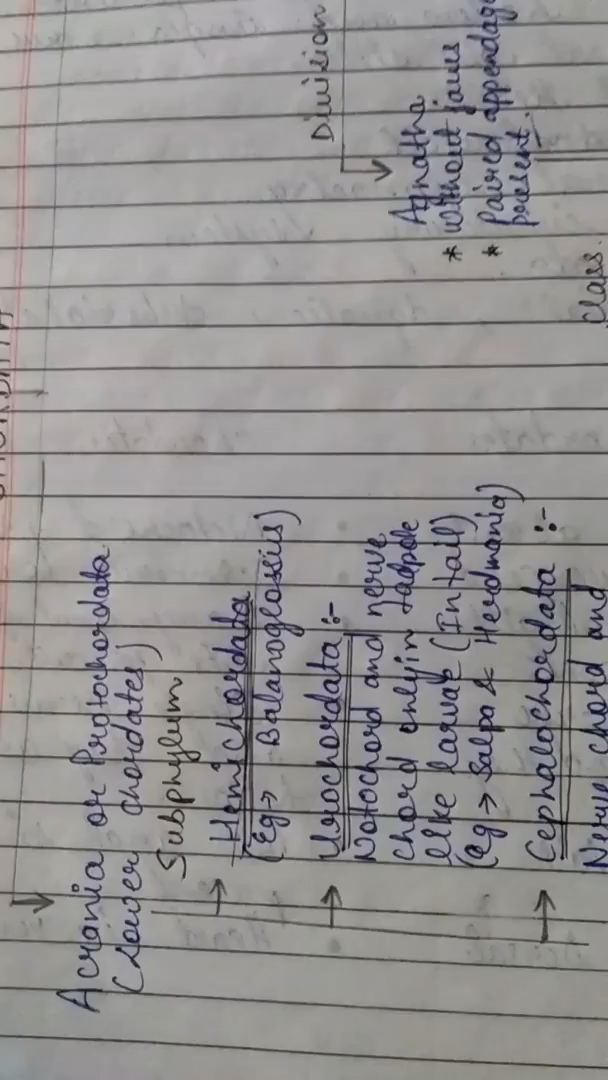 Acrania or Protochordata
(Lower chordates)
Subphylum
→ Hemichordata
(Eg → Balanoglossus)
→ Urochordata :-
Notochord and nerve
chord only in tadpole
like larvae (In tail)
(eg → Salpa & Herdmania)
→ Cephalochordata :-
Nerve chord and
Division
Agnatha
* without jaws
* Paired appendag
present.
Class